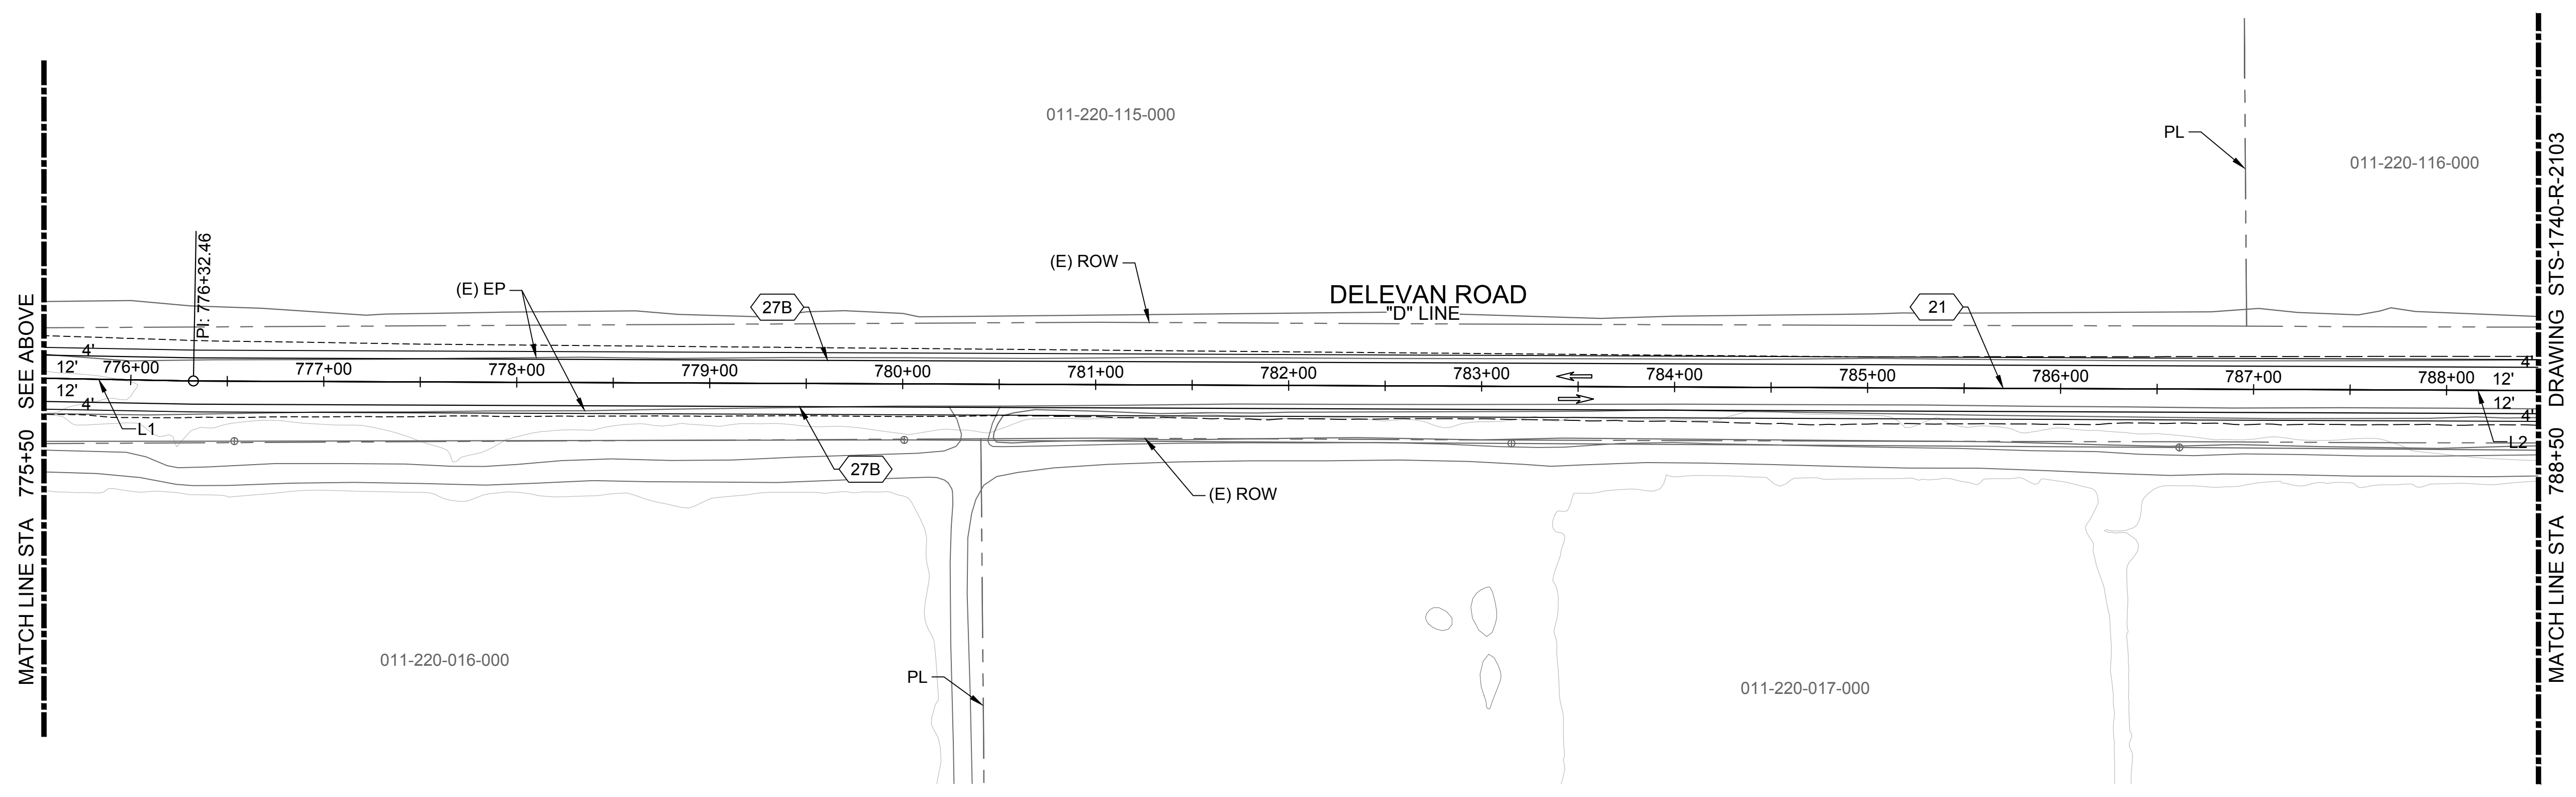 011-220-115-000
PL
011-220-116-000
PI: 776+32.46
(E) ROW
(E) EP
27B
DELEVAN ROAD
"D" LINE
21
4'
4'
12'
776+00
777+00
778+00
779+00
780+00
781+00
782+00
783+00
784+00
785+00
786+00
787+00
788+00
12'
12'
12'
4'
4'
L1
L2
27B
(E) ROW
011-220-016-000
PL
011-220-017-000
MATCH LINE STA 775+50 SEE ABOVE
MATCH LINE STA 788+50 DRAWING STS-1740-R-2103